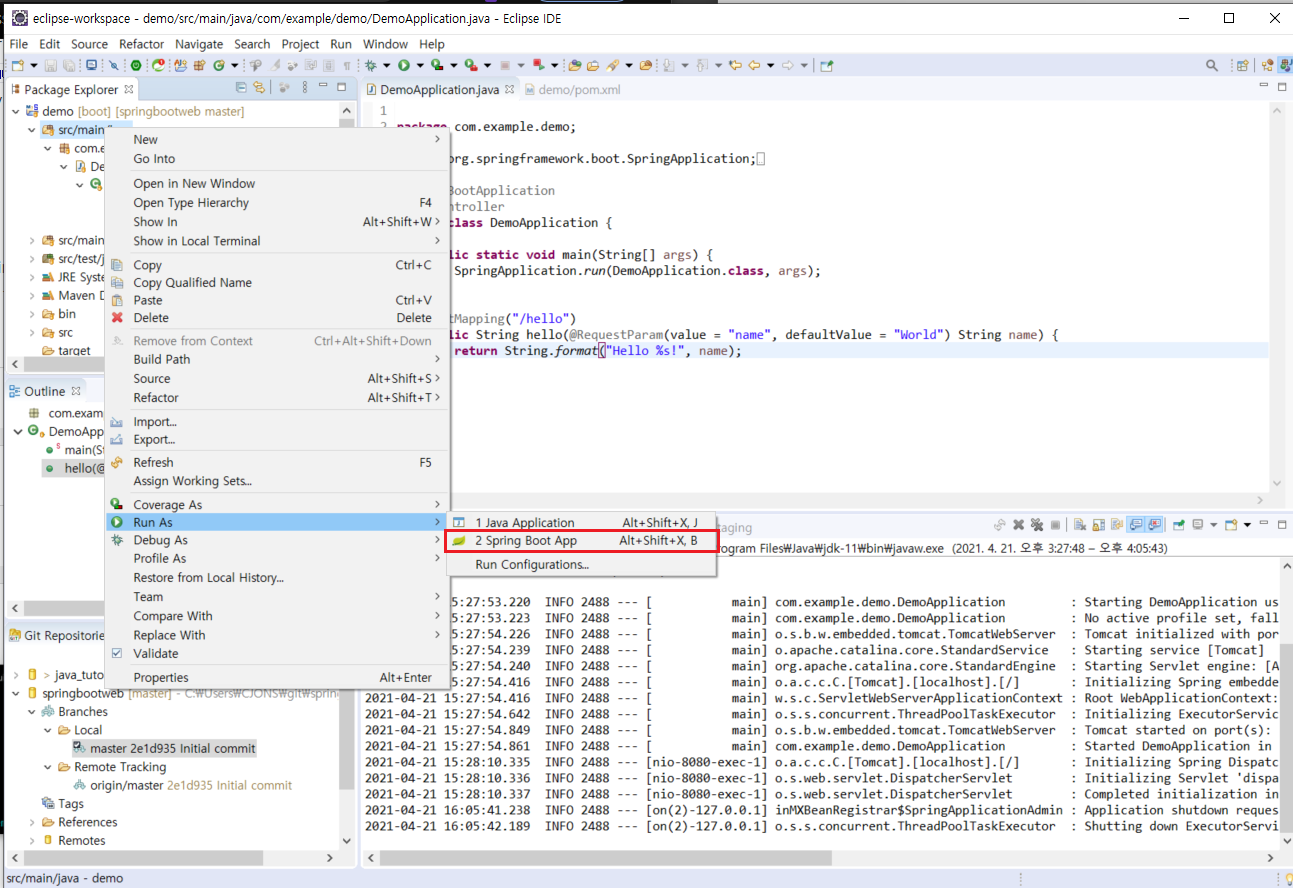 eclipse-workspace - demo/src/main/java/com/example/demo/DemoApplication.java - Eclipse IDE
File Edit Source Refactor Navigate Search Project Run Window Help
Package Explorer
demo [boot] [springbootweb master]
src/main
com.e
De
src/main
src/test/j
JRE Syste
Maven D
bin
src
target
Outline
com.exam
DemoApp
main(St
hello(@
Git Repositorie
java_tuto
springbootweb [master] - C:₩Users₩CJONS₩git₩sprin
Branches
Local
master 2e1d935 Initial commit
Remote Tracking
origin/master 2e1d935 Initial commit
Tags
References
Remotes
New
Go Into
Open in New Window
Open Type Hierarchy F4
Show In Alt+Shift+W
Show in Local Terminal
Copy Ctrl+C
Copy Qualified Name
Paste Ctrl+V
Delete Delete
Remove from Context Ctrl+Alt+Shift+Down
Build Path
Source Alt+Shift+S
Refactor Alt+Shift+T
Import...
Export...
Refresh F5
Assign Working Sets...
Coverage As
Run As
Debug As
Profile As
Restore from Local History...
Team
Compare With
Replace With
Validate
Properties Alt+Enter
1 Java Application Alt+Shift+X, J
2 Spring Boot App Alt+Shift+X, B
Run Configurations...
DemoApplication.java demo/pom.xml
1
2 package com.example.demo;
org.springframework.boot.SpringApplication;
BootApplication
ntroller
class DemoApplication {
lic static void main(String[] args) {
SpringApplication.run(DemoApplication.class, args);
tMapping("/hello")
lic String hello(@RequestParam(value = "name", defaultValue = "World") String name) {
return String.format("Hello %s!", name);
aging
rogram Files₩Java₩jdk-11₩bin₩javaw.exe (2021. 4. 21. 오후 3:27:48 – 오후 4:05:43)
5:27:53.220 INFO 2488 --- [ main] com.example.demo.DemoApplication : Starting DemoApplication us
5:27:53.223 INFO 2488 --- [ main] com.example.demo.DemoApplication : No active profile set, fall
5:27:54.226 INFO 2488 --- [ main] o.s.b.w.embedded.tomcat.TomcatWebServer : Tomcat initialized with por
5:27:54.239 INFO 2488 --- [ main] o.apache.catalina.core.StandardService : Starting service [Tomcat]
5:27:54.240 INFO 2488 --- [ main] org.apache.catalina.core.StandardEngine : Starting Servlet engine: [A
5:27:54.416 INFO 2488 --- [ main] o.a.c.c.C.[Tomcat].[localhost].[/] : Initializing Spring embedde
2021-04-21 15:27:54.416 INFO 2488 --- [ main] w.s.c.ServletWebServerApplicationContext : Root WebApplicationContext:
2021-04-21 15:27:54.642 INFO 2488 --- [ main] o.s.s.concurrent.ThreadPoolTaskExecutor : Initializing ExecutorServic
2021-04-21 15:27:54.849 INFO 2488 --- [ main] o.s.b.w.embedded.tomcat.TomcatWebServer : Tomcat started on port(s):
2021-04-21 15:27:54.861 INFO 2488 --- [ main] com.example.demo.DemoApplication : Started DemoApplication in
2021-04-21 15:28:10.335 INFO 2488 --- [nio-8080-exec-1] o.a.c.c.C.[Tomcat].[localhost].[/] : Initializing Spring Dispatc
2021-04-21 15:28:10.336 INFO 2488 --- [nio-8080-exec-1] o.s.web.servlet.DispatcherServlet : Initializing Servlet 'dispa
2021-04-21 15:28:10.337 INFO 2488 --- [nio-8080-exec-1] o.s.web.servlet.DispatcherServlet : Completed initialization in
2021-04-21 16:05:41.238 INFO 2488 --- [on(2)-127.0.0.1] inMXBeanRegistrar$SpringApplicationAdmin : Application shutdown reques
2021-04-21 16:05:42.189 INFO 2488 --- [on(2)-127.0.0.1] o.s.s.concurrent.ThreadPoolTaskExecutor : Shutting down ExecutorServi
src/main/java - demo